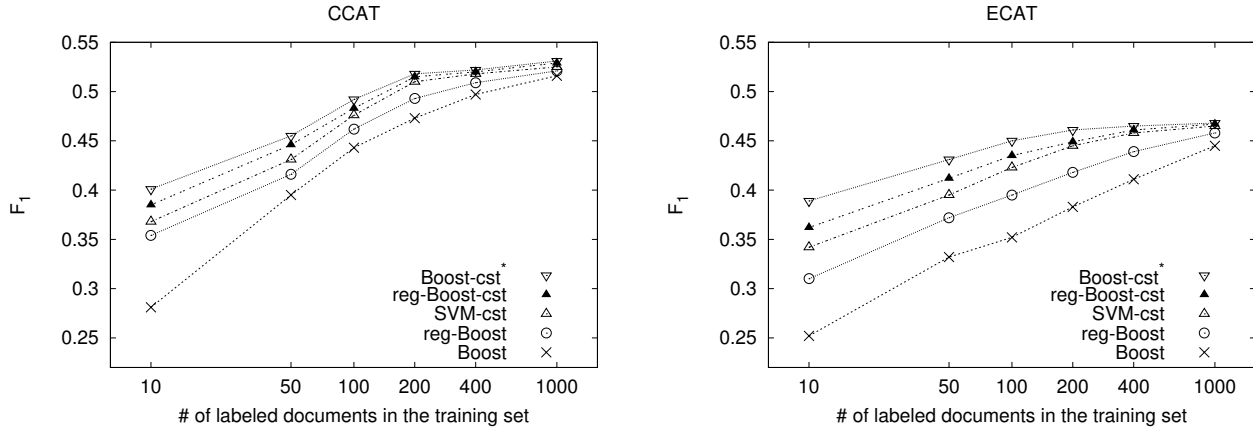 CCAT
0.55
0.5
0.45
0.4
0.35
0.3
0.25
F1
Boost-cst*
reg-Boost-cst
SVM-cst
reg-Boost
Boost
10 50 100 200 400 1000
# of labeled documents in the training set
ECAT
0.55
0.5
0.45
0.4
0.35
0.3
0.25
F1
Boost-cst*
reg-Boost-cst
SVM-cst
reg-Boost
Boost
10 50 100 200 400 1000
# of labeled documents in the training set